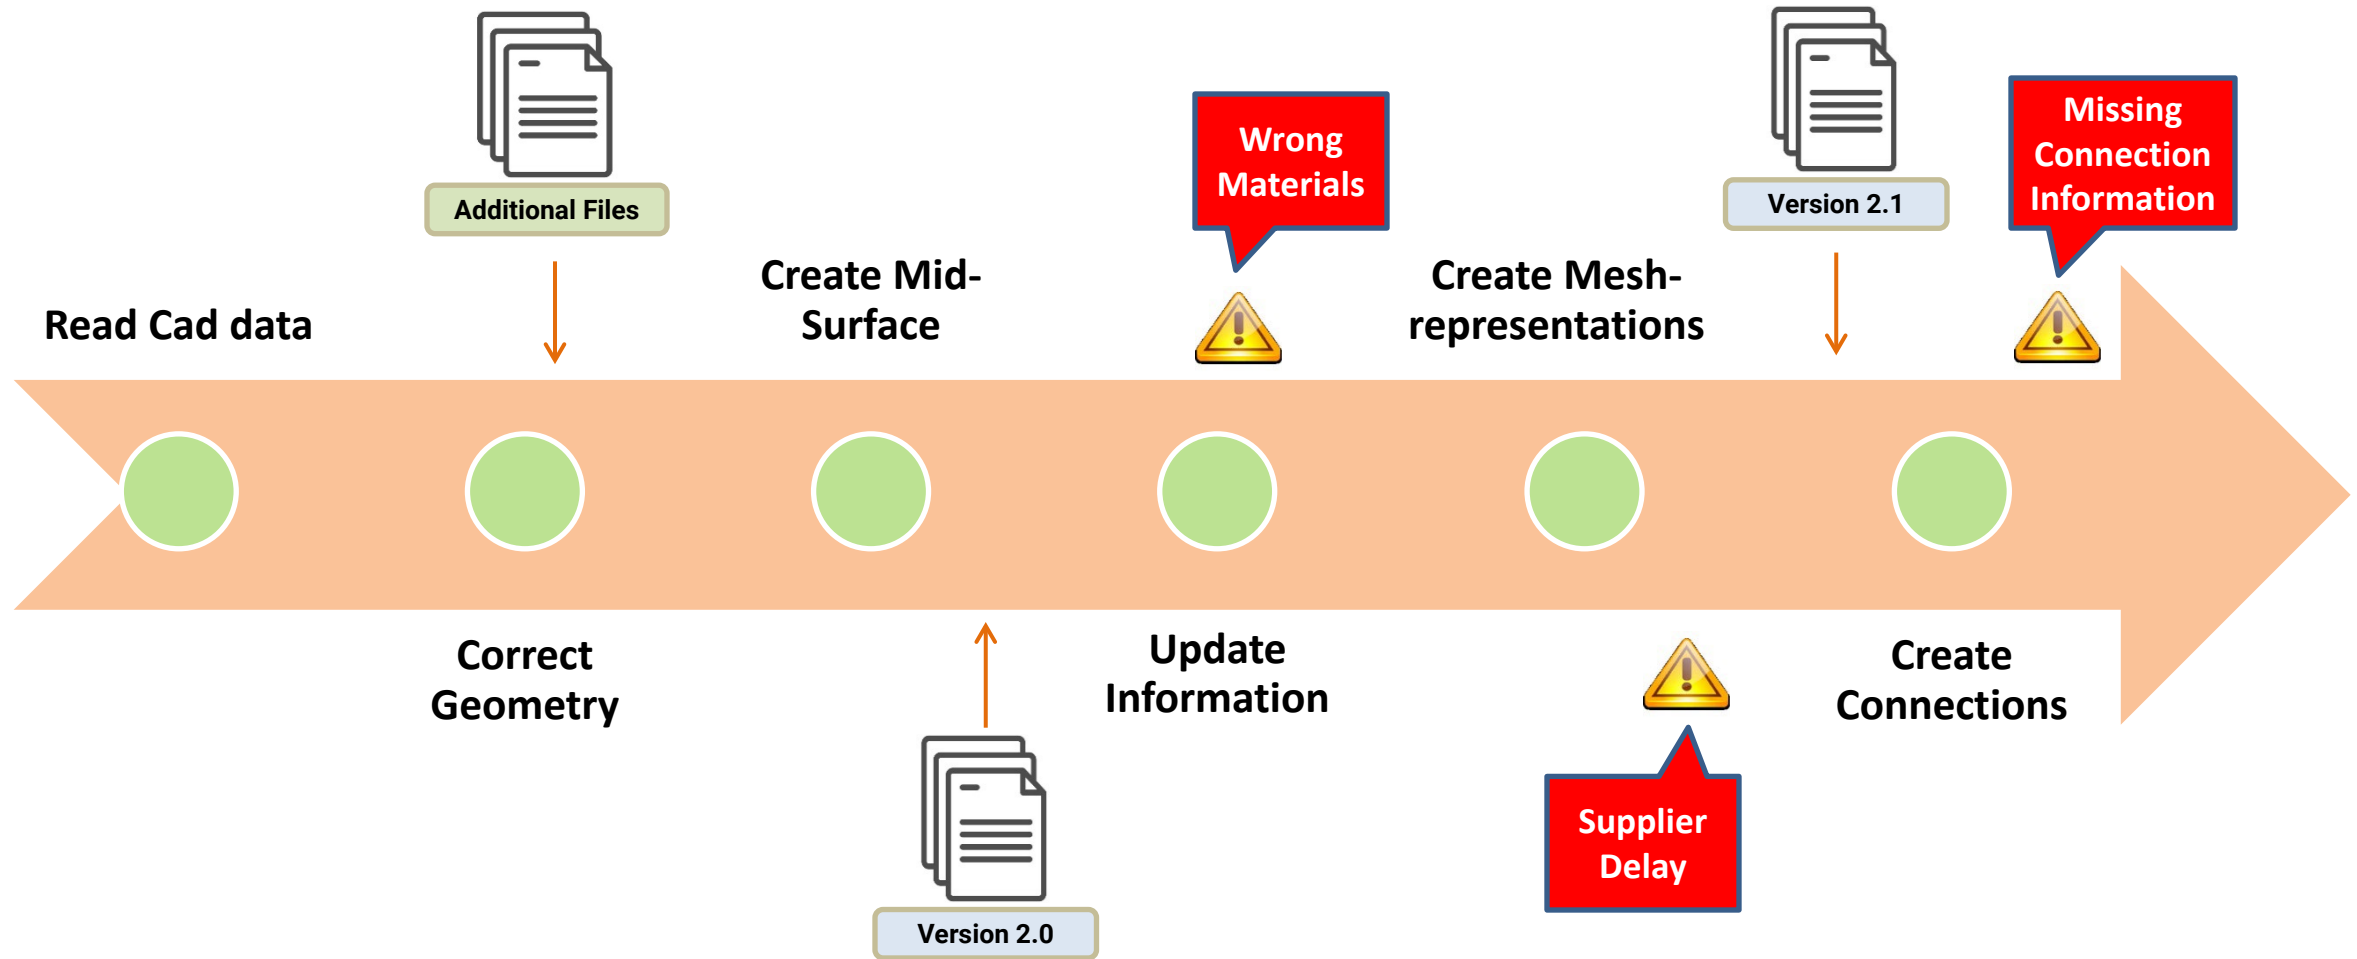 Additional Files
Wrong
Materials
Version 2.1
Missing
Connection
Information
Read Cad data
Create Mid-
Surface
Create Mesh-
representations
Correct
Geometry
Update
Information
Create
Connections
Version 2.0
Supplier
Delay